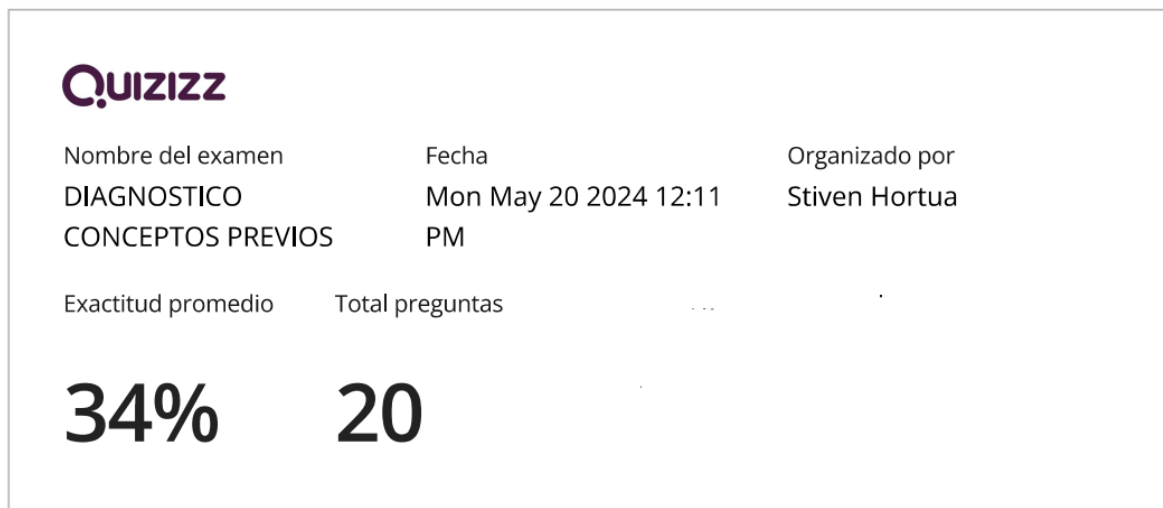 QUIZIZZ
Nombre del examen Fecha Organizado por
DIAGNOSTICO Mon May 20 2024 12:11 Stiven Hortua
CONCEPTOS PREVIOS PM
Exactitud promedio Total preguntas
34% 20